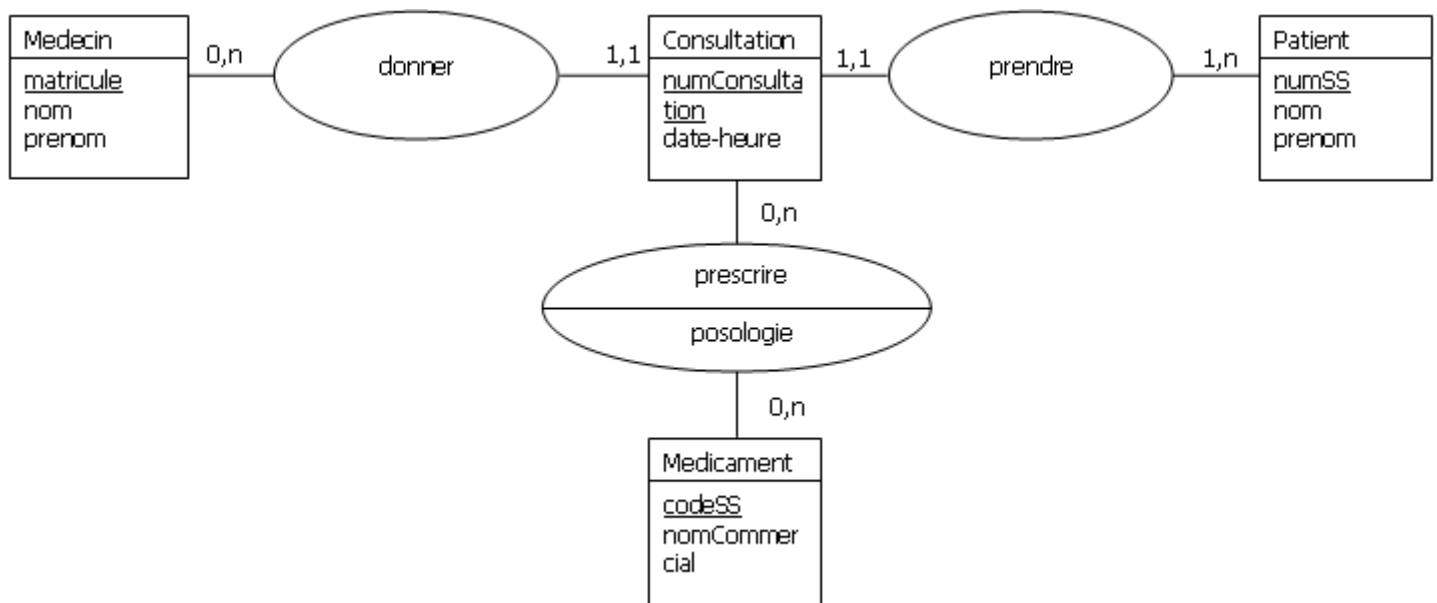 Medecin
matricule
nom
prenom
0,n
donner
1,1
Consultation
numConsulta
tion
date-heure
1,1
prendre
1,n
Patient
numSS
nom
prenom
0,n
prescrire
posologie
0,n
Medicament
codeSS
nomCommer
cial